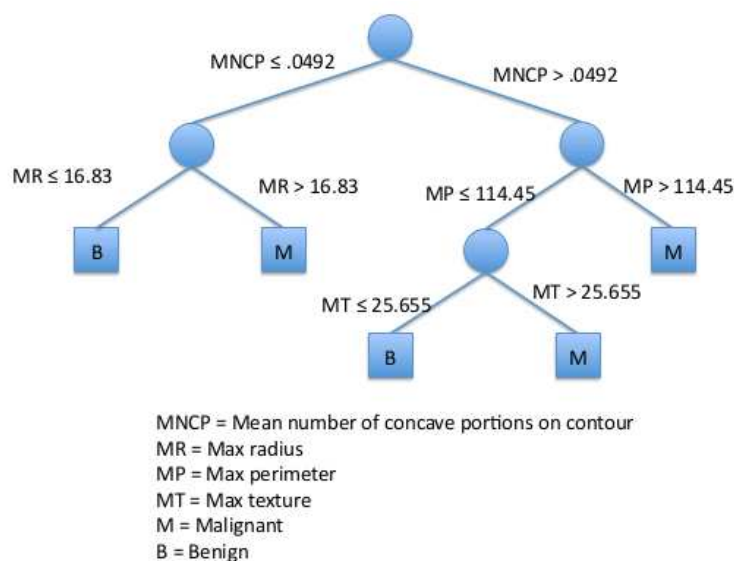 MNCP ≤ .0492
MNCP > .0492
MR ≤ 16.83
MR > 16.83
MP ≤ 114.45
MP > 114.45
B
M
M
MT ≤ 25.655
MT > 25.655
B
M
MNCP = Mean number of concave portions on contour
MR = Max radius
MP = Max perimeter
MT = Max texture
M = Malignant
B = Benign